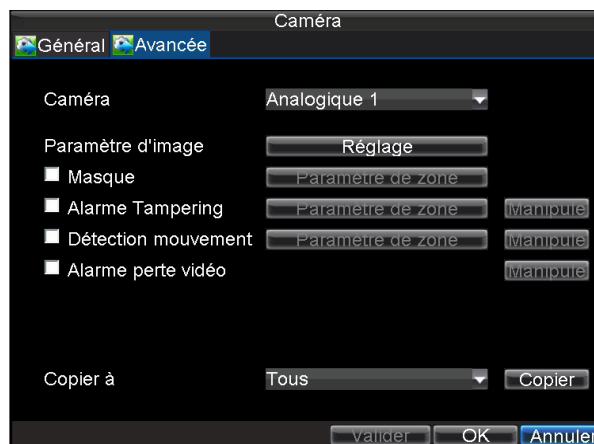 Caméra
Général Avancée
Caméra Analogique 1
Paramètre d'image Réglage
Masque Paramètre de zone
Alarme Tampering Paramètre de zone Manipule
Détection mouvement Paramètre de zone Manipule
Alarme perte vidéo Manipule
Copier à Tous Copier
Valider OK Annuler